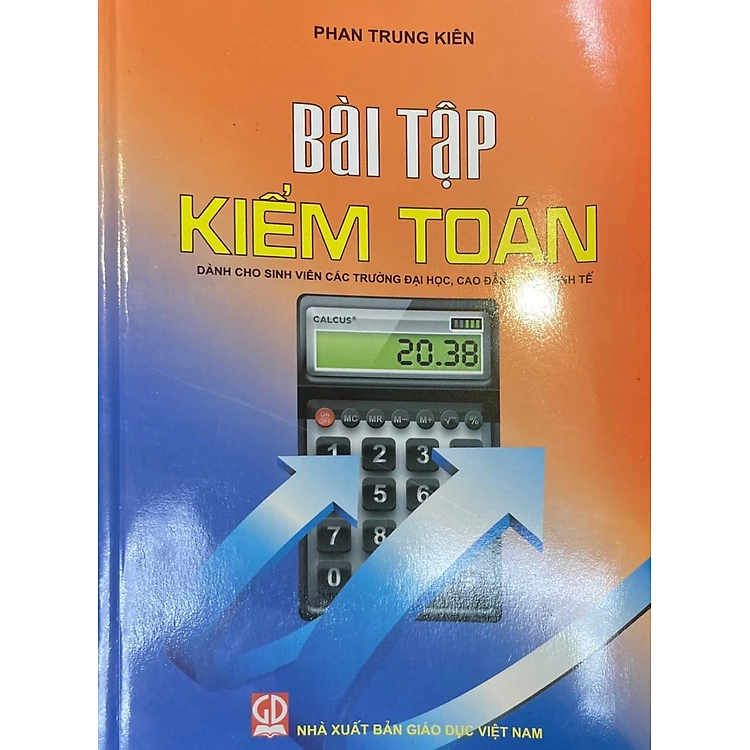 PHAN TRUNG KIÊN
BÀI TẬP
KIỂM TOÁN
DÀNH CHO SINH VIÊN CÁC TRƯỜNG ĐẠI HỌC, CAO TẾ
CALCUS®
20.38
ON OFF MC MR M− M+ √ %
1 2 3
5 6
7 8
0
GD
NHÀ XUẤT BẢN GIÁO DỤC VIỆT NAM